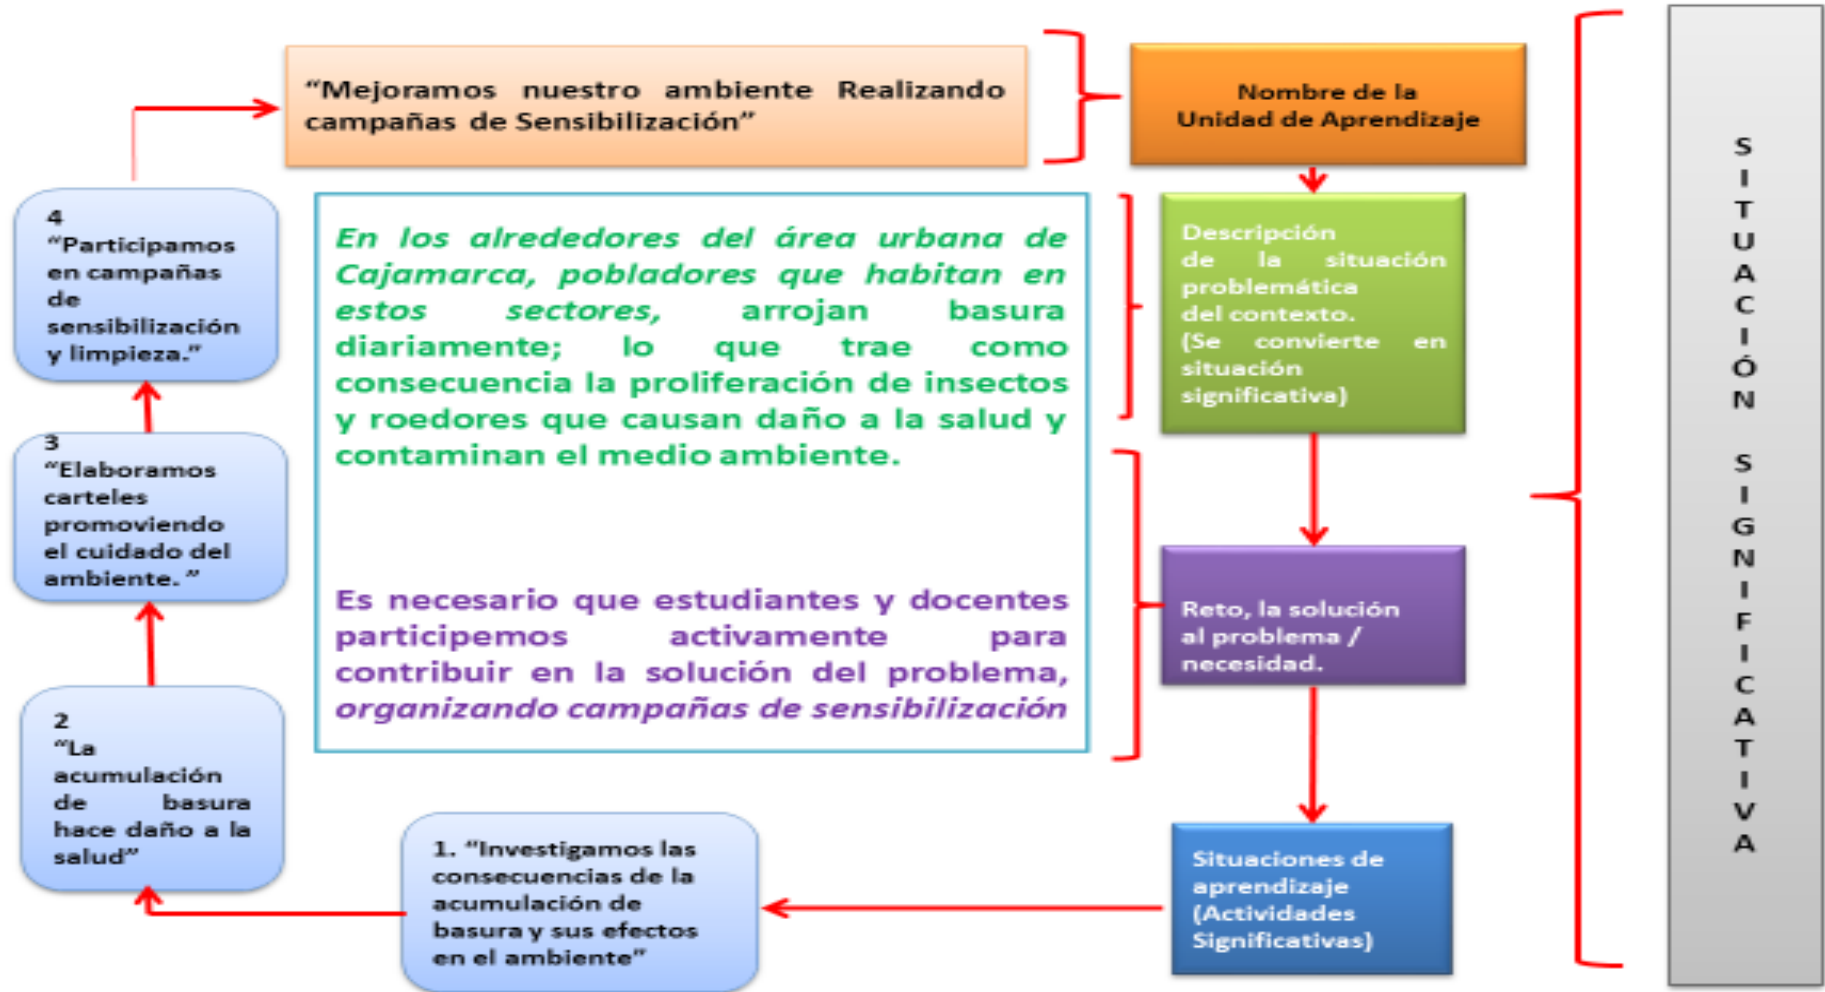 “Mejoramos nuestro ambiente Realizando
campañas de Sensibilización”
Nombre de la
Unidad de Aprendizaje
En los alrededores del área urbana de
Cajamarca, pobladores que habitan en
estos sectores, arrojan basura
diariamente; lo que trae como
consecuencia la proliferación de insectos
y roedores que causan daño a la salud y
contaminan el medio ambiente.
Es necesario que estudiantes y docentes
participemos activamente para
contribuir en la solución del problema,
organizando campañas de sensibilización
Descripción
de la situación
problemática
del contexto.
(Se convierte en
situación
significativa)
Reto, la solución
al problema /
necesidad.
Situaciones de
aprendizaje
(Actividades
Significativas)
1. “Investigamos las
consecuencias de la
acumulación de
basura y sus efectos
en el ambiente”
2
“La
acumulación
de basura
hace daño a la
salud”
3
“Elaboramos
carteles
promoviendo
el cuidado del
ambiente. ”
4
“Participamos
en campañas
de
sensibilización
y limpieza.”
SITUACIÓN SIGNIFICATIVA